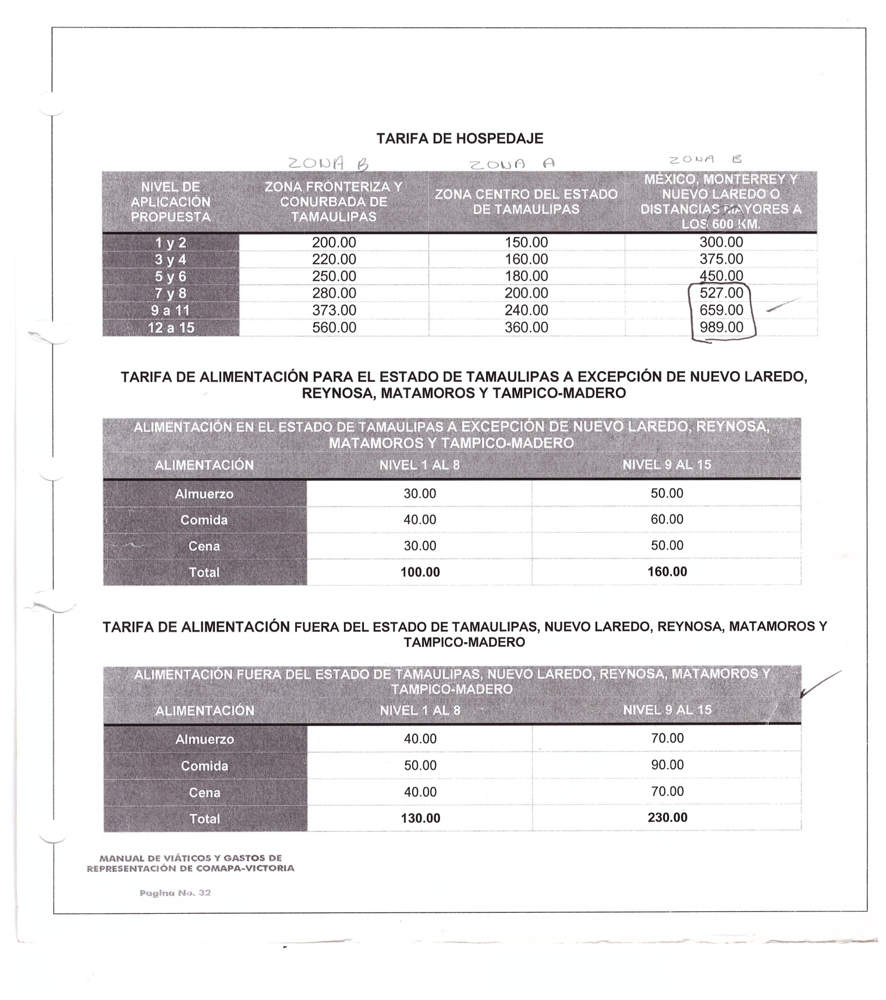 TARIFA DE HOSPEDAJE
ZONA B ZONA A ZONA B
NIVEL DE APLICACIÓN PROPUESTA | ZONA FRONTERIZA Y CONURBADA DE TAMAULIPAS | ZONA CENTRO DEL ESTADO DE TAMAULIPAS | MÉXICO, MONTERREY Y NUEVO LAREDO O DISTANCIAS MAYORES A LOS 600 KM.
1 y 2 200.00 150.00 300.00
3 y 4 220.00 160.00 375.00
5 y 6 250.00 180.00 450.00
7 y 8 280.00 200.00 527.00
9 a 11 373.00 240.00 659.00
12 a 15 560.00 360.00 989.00
TARIFA DE ALIMENTACIÓN PARA EL ESTADO DE TAMAULIPAS A EXCEPCIÓN DE NUEVO LAREDO,
REYNOSA, MATAMOROS Y TAMPICO-MADERO
ALIMENTACIÓN EN EL ESTADO DE TAMAULIPAS A EXCEPCIÓN DE NUEVO LAREDO, REYNOSA,
MATAMOROS Y TAMPICO-MADERO
ALIMENTACIÓN NIVEL 1 AL 8 NIVEL 9 AL 15
Almuerzo 30.00 50.00
Comida 40.00 60.00
Cena 30.00 50.00
Total 100.00 160.00
TARIFA DE ALIMENTACIÓN FUERA DEL ESTADO DE TAMAULIPAS, NUEVO LAREDO, REYNOSA, MATAMOROS Y
TAMPICO-MADERO
ALIMENTACIÓN FUERA DEL ESTADO DE TAMAULIPAS, NUEVO LAREDO, REYNOSA, MATAMOROS Y
TAMPICO-MADERO
ALIMENTACIÓN NIVEL 1 AL 8 NIVEL 9 AL 15
Almuerzo 40.00 70.00
Comida 50.00 90.00
Cena 40.00 70.00
Total 130.00 230.00
MANUAL DE VIÁTICOS Y GASTOS DE
REPRESENTACIÓN DE COMAPA-VICTORIA
Pagina No. 32